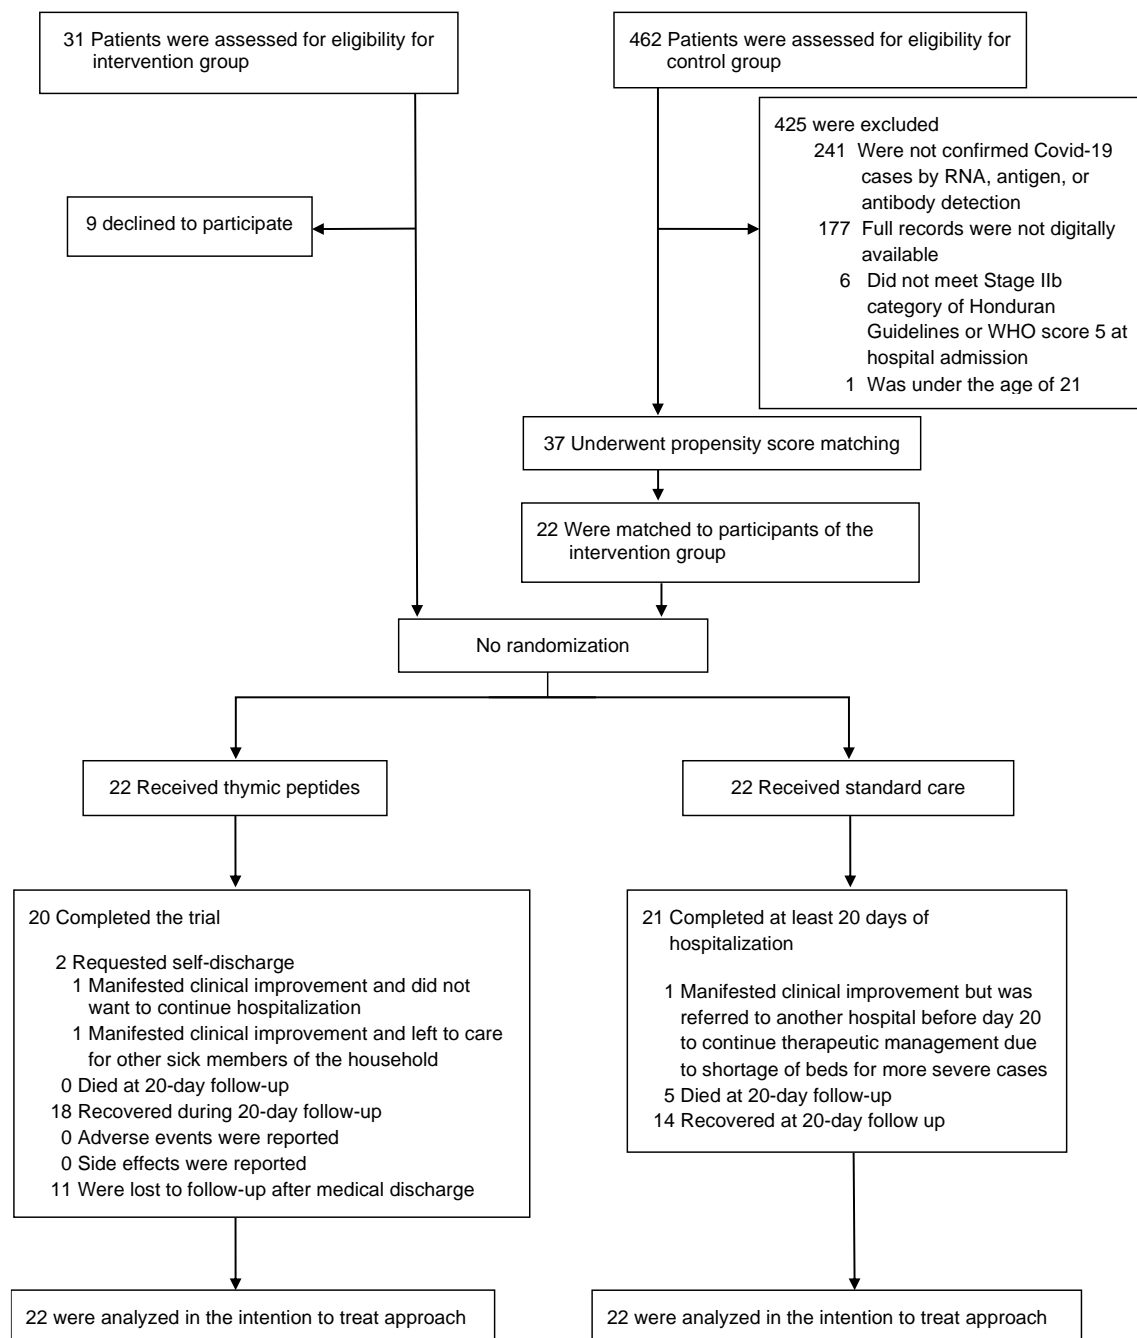 31 Patients were assessed for eligibility for
intervention group
462 Patients were assessed for eligibility for
control group
425 were excluded
241 Were not confirmed Covid-19
cases by RNA, antigen, or
antibody detection
177 Full records were not digitally
available
6 Did not meet Stage IIb
category of Honduran
Guidelines or WHO score 5 at
hospital admission
1 Was under the age of 21
9 declined to participate
37 Underwent propensity score matching
22 Were matched to participants of the
intervention group
No randomization
22 Received thymic peptides
22 Received standard care
20 Completed the trial
2 Requested self-discharge
1 Manifested clinical improvement and did not
want to continue hospitalization
1 Manifested clinical improvement and left to care
for other sick members of the household
0 Died at 20-day follow-up
18 Recovered during 20-day follow-up
0 Adverse events were reported
0 Side effects were reported
11 Were lost to follow-up after medical discharge
21 Completed at least 20 days of
hospitalization
1 Manifested clinical improvement but was
referred to another hospital before day 20
to continue therapeutic management due
to shortage of beds for more severe cases
5 Died at 20-day follow-up
14 Recovered at 20-day follow up
22 were analyzed in the intention to treat approach
22 were analyzed in the intention to treat approach